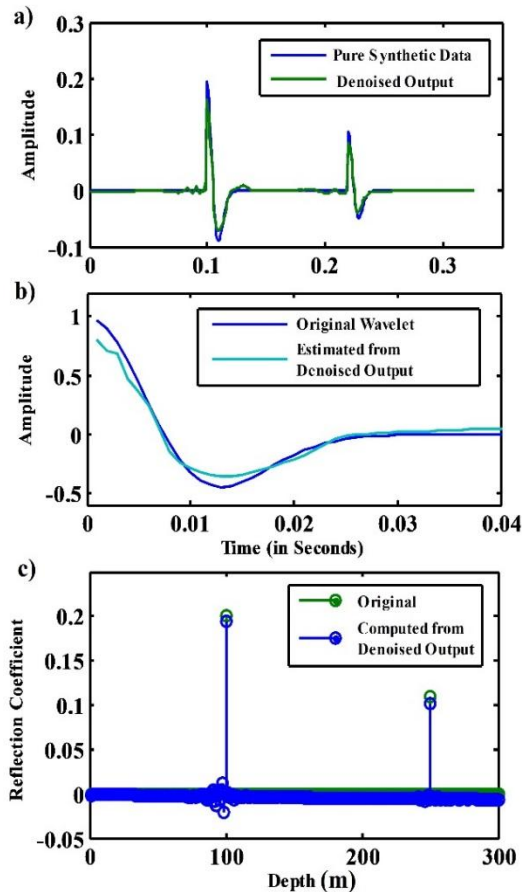 a)
0.3
0.2
0.1
0
-0.1
Amplitude
Pure Synthetic Data
Denoised Output
0 0.1 0.2 0.3
b)
1
0.5
0
-0.5
Amplitude
Original Wavelet
Estimated from
Denoised Output
0 0.01 0.02 0.03 0.04
Time (in Seconds)
c)
0.2
0.15
0.1
0.05
0
-0.05
Reflection Coefficient
Original
Computed from
Denoised Output
0 100 200 300
Depth (m)